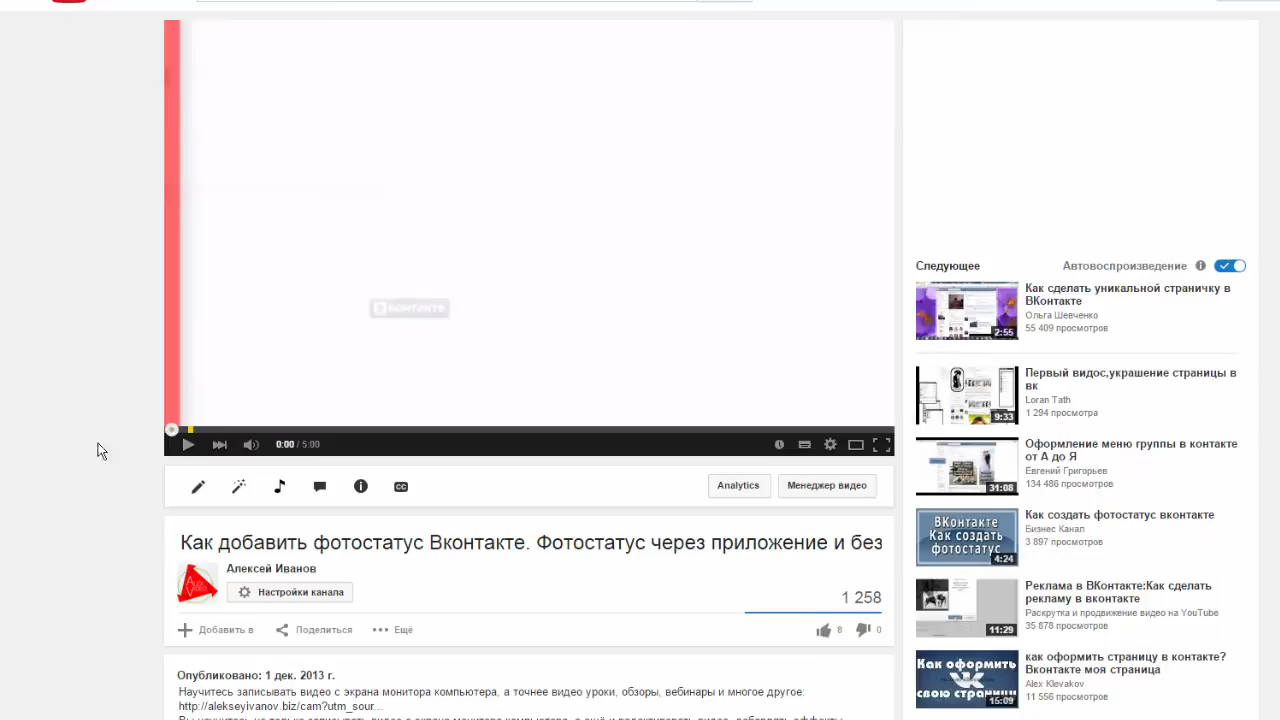 вконтакте
0:00 / 5:00
Analytics
Менеджер видео
Как добавить фотостатус Вконтакте. Фотостатус через приложение и без
Алексей Иванов
Настройки канала
1 258
Добавить в
Поделиться
Ещё
8
0
Опубликовано: 1 дек. 2013 г.
Научитесь записывать видео с экрана монитора компьютера, а точнее видео уроки, обзоры, вебинары и многое другое:
http://alekseyivanov.biz/cam?utm_sour...
Следующее
Автовоспроизведение
Как сделать уникальной страничку в
ВКонтакте
Ольга Шевченко
55 409 просмотров
2:55
Первый видос,украшение страницы в
вк
Loran Tath
1 294 просмотра
9:33
Оформление меню группы в контакте
от А до Я
Евгений Григорьев
134 486 просмотров
31:08
ВКонтакте
Как создать
фотостатус
4:24
Как создать фотостатус вконтакте
Бизнес Канал
3 897 просмотров
Реклама в ВКонтакте:Как сделать
рекламу в вконтакте
Раскрутка и продвижение видео на YouTube
35 878 просмотров
11:29
Как оформить
свою страницу
15:09
как оформить страницу в контакте?
Вконтакте моя страница
Alex Klevakov
11 556 просмотров